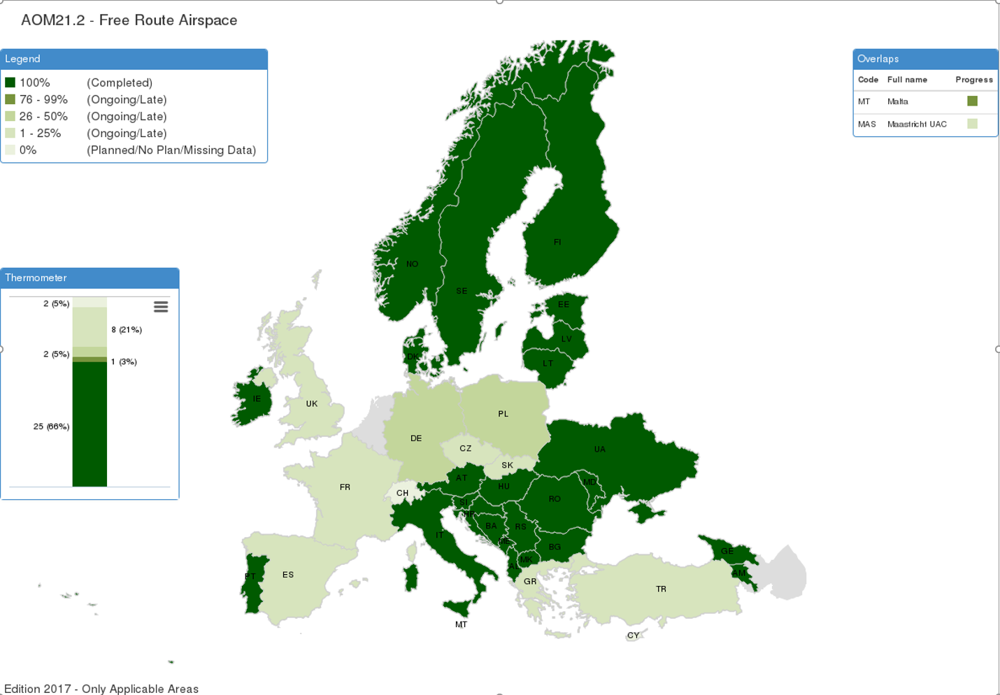 AOM21.2 - Free Route Airspace
Legend
100% (Completed)
76 - 99% (Ongoing/Late)
26 - 50% (Ongoing/Late)
1 - 25% (Ongoing/Late)
0% (Planned/No Plan/Missing Data)
Overlaps
Code Full name Progress
MT Malta
MAS Maastricht UAC
Thermometer
2 (5%)
8 (21%)
2 (5%)
1 (3%)
25 (66%)
FI
NO
SE
EE
LV
DK
LT
IE
UK
PL
DE
CZ
UA
SK
AT
MD
HU
FR
CH
RO
SI
HR
BA
RS
IT
ME
BG
GE
MK
AL
AM
PT
ES
GR
TR
MT
CY
Edition 2017 - Only Applicable Areas